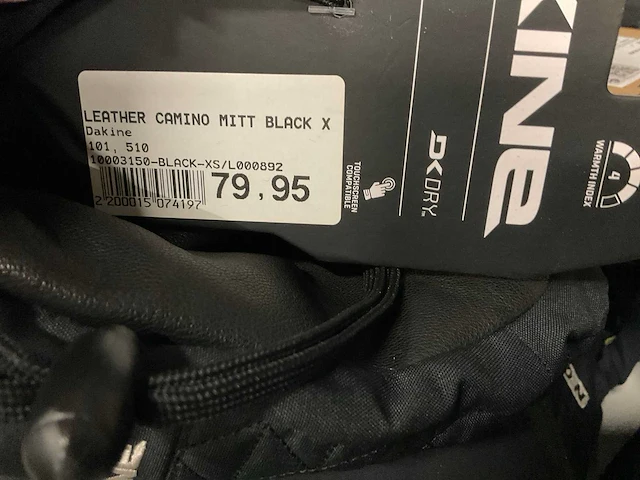 LEATHER CAMINO MITT BLACK X
Dakine
101, 510
10003150-BLACK-XS/L000892
79,95
2 200015 074197
TOUCHSCREEN
COMPATIBLE
DK DRY.
KINE
4
WARMTH INDEX